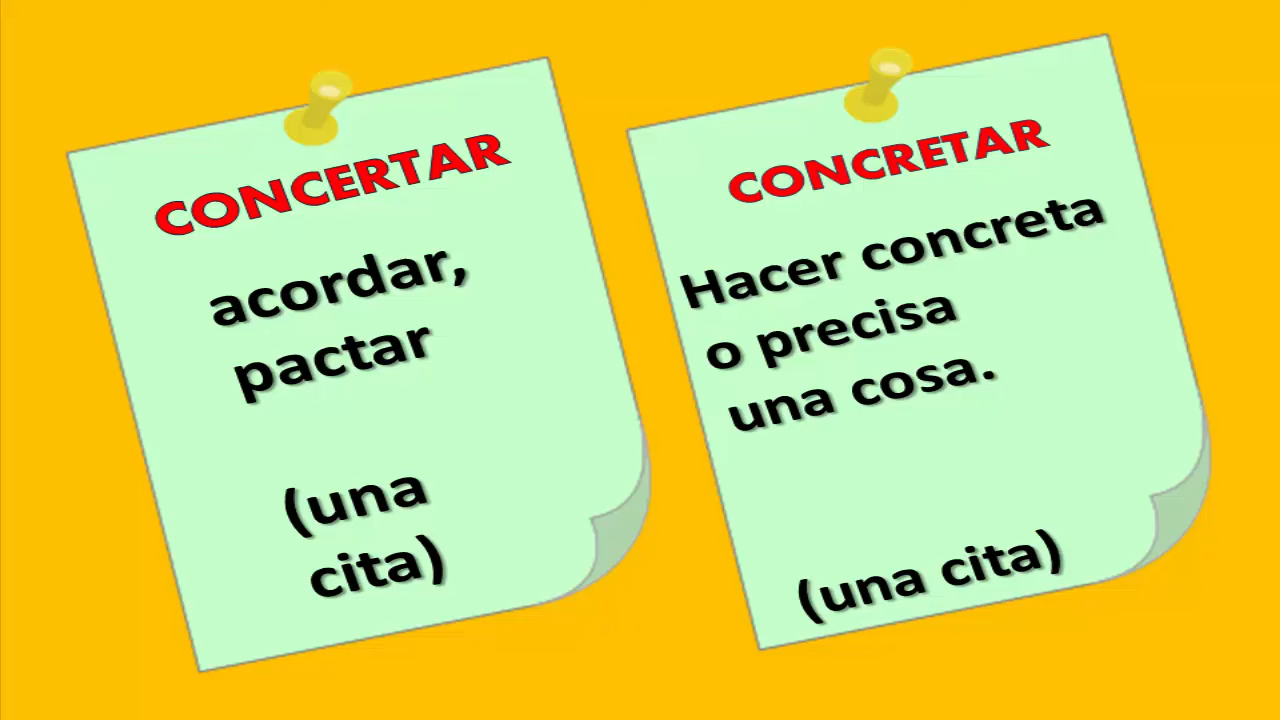 CONCERTAR
acordar,
pactar
(una
cita)
CONCRETAR
Hacer concreta
o precisa
una cosa.
(una cita)